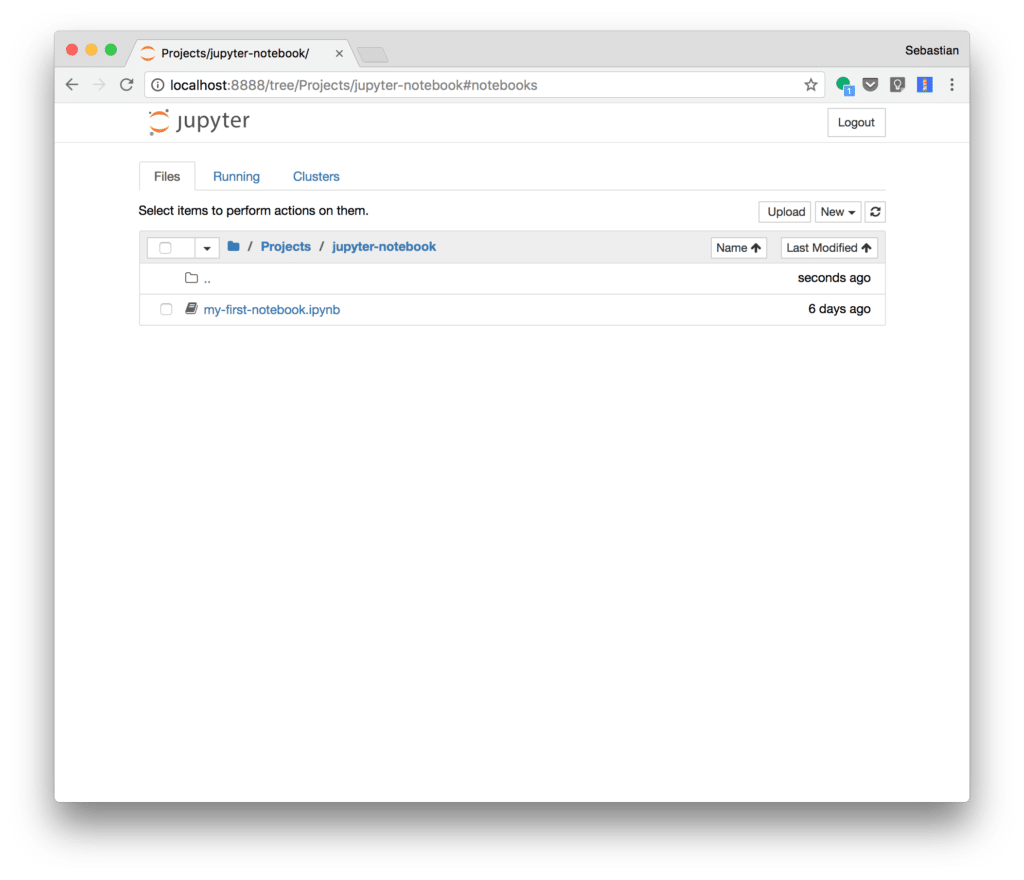 Projects/jupyter-notebook/
Sebastian
localhost:8888/tree/Projects/jupyter-notebook#notebooks
1
jupyter
Logout
Files Running Clusters
Select items to perform actions on them.
Upload New
/ Projects / jupyter-notebook Name Last Modified
.. seconds ago
my-first-notebook.ipynb 6 days ago